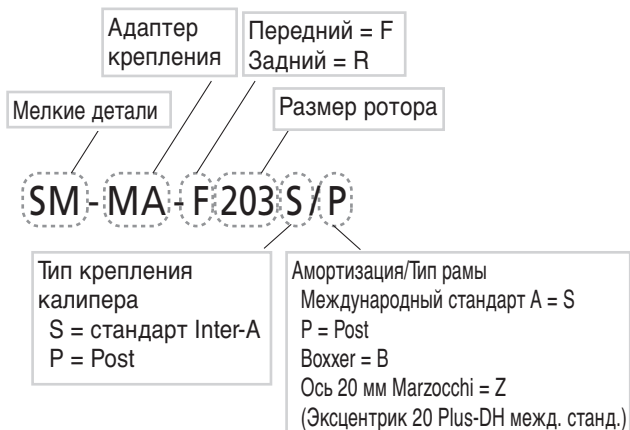 Адаптер
крепления
Передний = F
Задний = R
Мелкие детали
Размер ротора
SM-MA-F203S/P
Тип крепления
калипера
S = стандарт Inter-A
P = Post
Амортизация/Тип рамы
Международный стандарт A = S
P = Post
Boxxer = B
Ось 20 мм Marzocchi = Z
(Эксцентрик 20 Plus-DH межд. станд.)